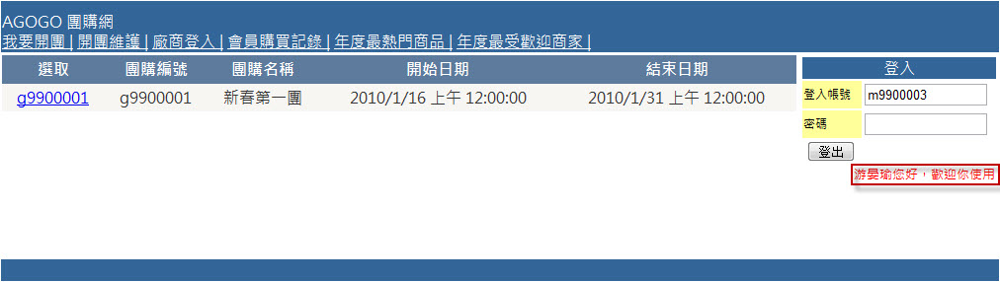 AGOGO 團購網
我要開團 | 開團維護 | 廠商登入 | 會員購買記錄 | 年度最熱門商品 | 年度最受歡迎商家 |
選取 團購編號 團購名稱 開始日期 結束日期
g9900001 g9900001 新春第一團 2010/1/16 上午 12:00:00 2010/1/31 上午 12:00:00
登入
登入帳號 m9900003
密碼
登出
游晏瑜您好，歡迎你使用